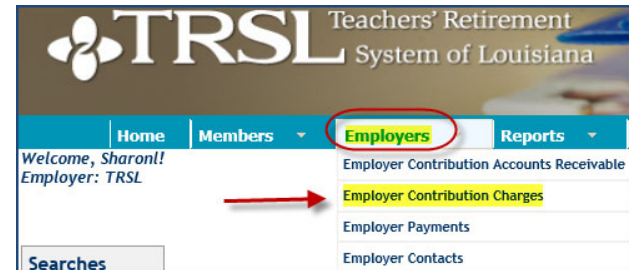 TRSL Teachers' Retirement
System of Louisiana
Home Members Employers Reports
Welcome, Sharonl!
Employer: TRSL
Employer Contribution Accounts Receivable
Employer Contribution Charges
Employer Payments
Employer Contacts
Searches